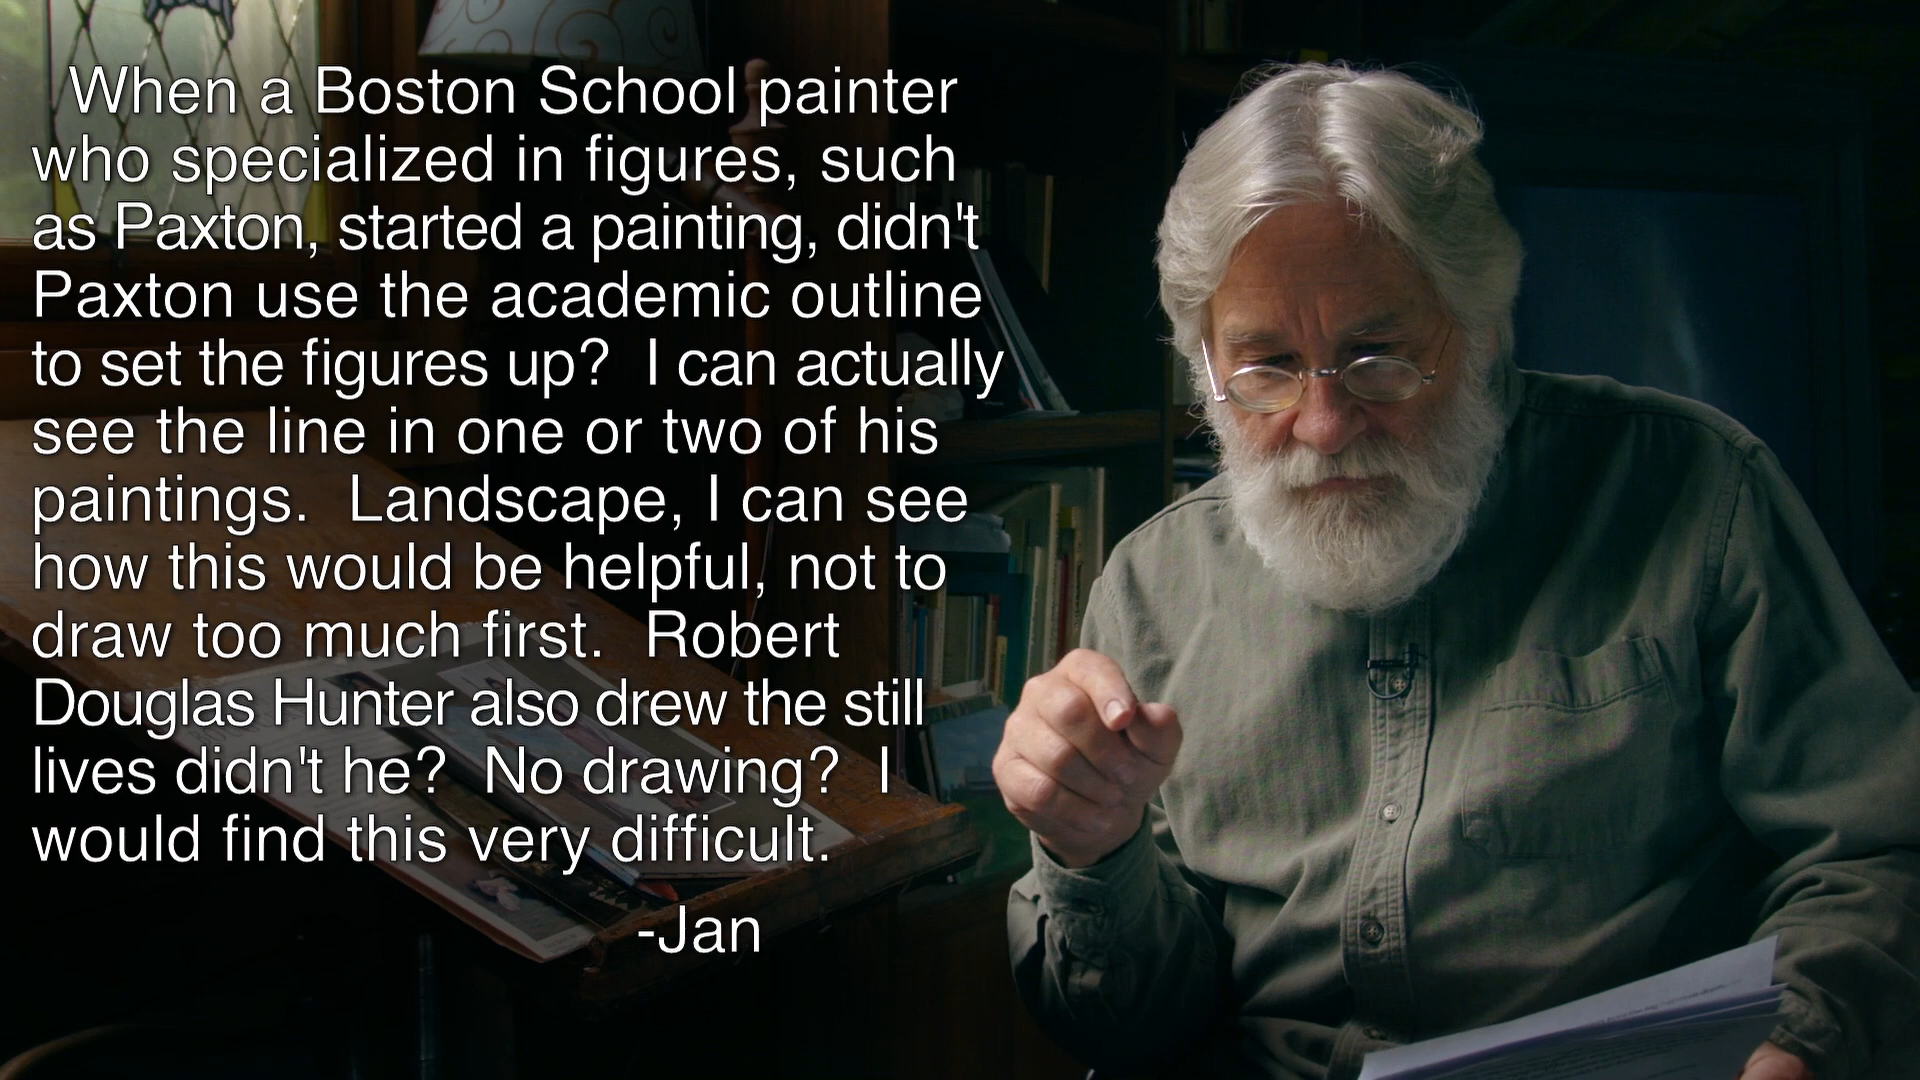 When a Boston School painter
who specialized in figures, such
as Paxton, started a painting, didn't
Paxton use the academic outline
to set the figures up?  I can actually
see the line in one or two of his
paintings.  Landscape, I can see
how this would be helpful, not to
draw too much first.  Robert
Douglas Hunter also drew the still
lives didn't he?  No drawing?  I
would find this very difficult.
-Jan